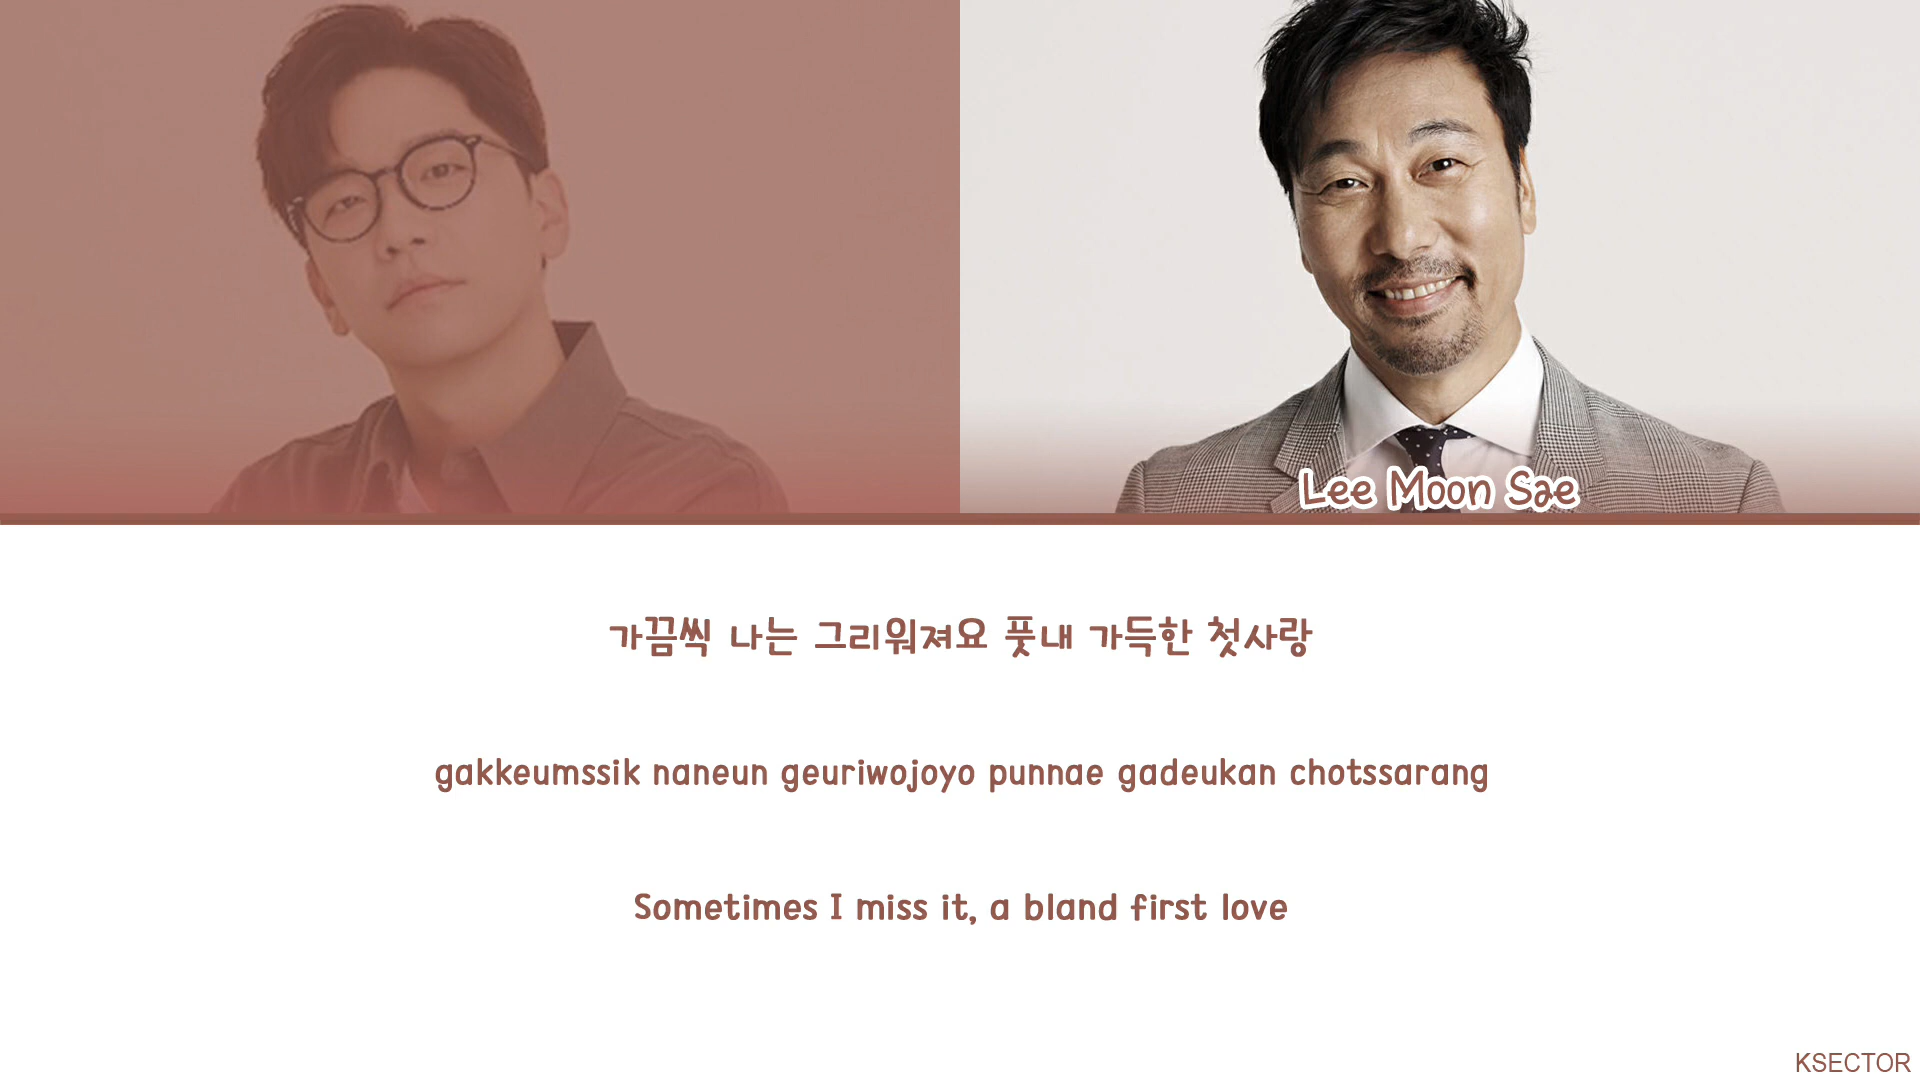 Lee Moon Sae
가끔씩 나는 그리워져요 풋내 가득한 첫사랑
gakkeumssik naneun geuriwojoyo punnae gadeukan chotssarang
Sometimes I miss it, a bland first love
KSECTOR